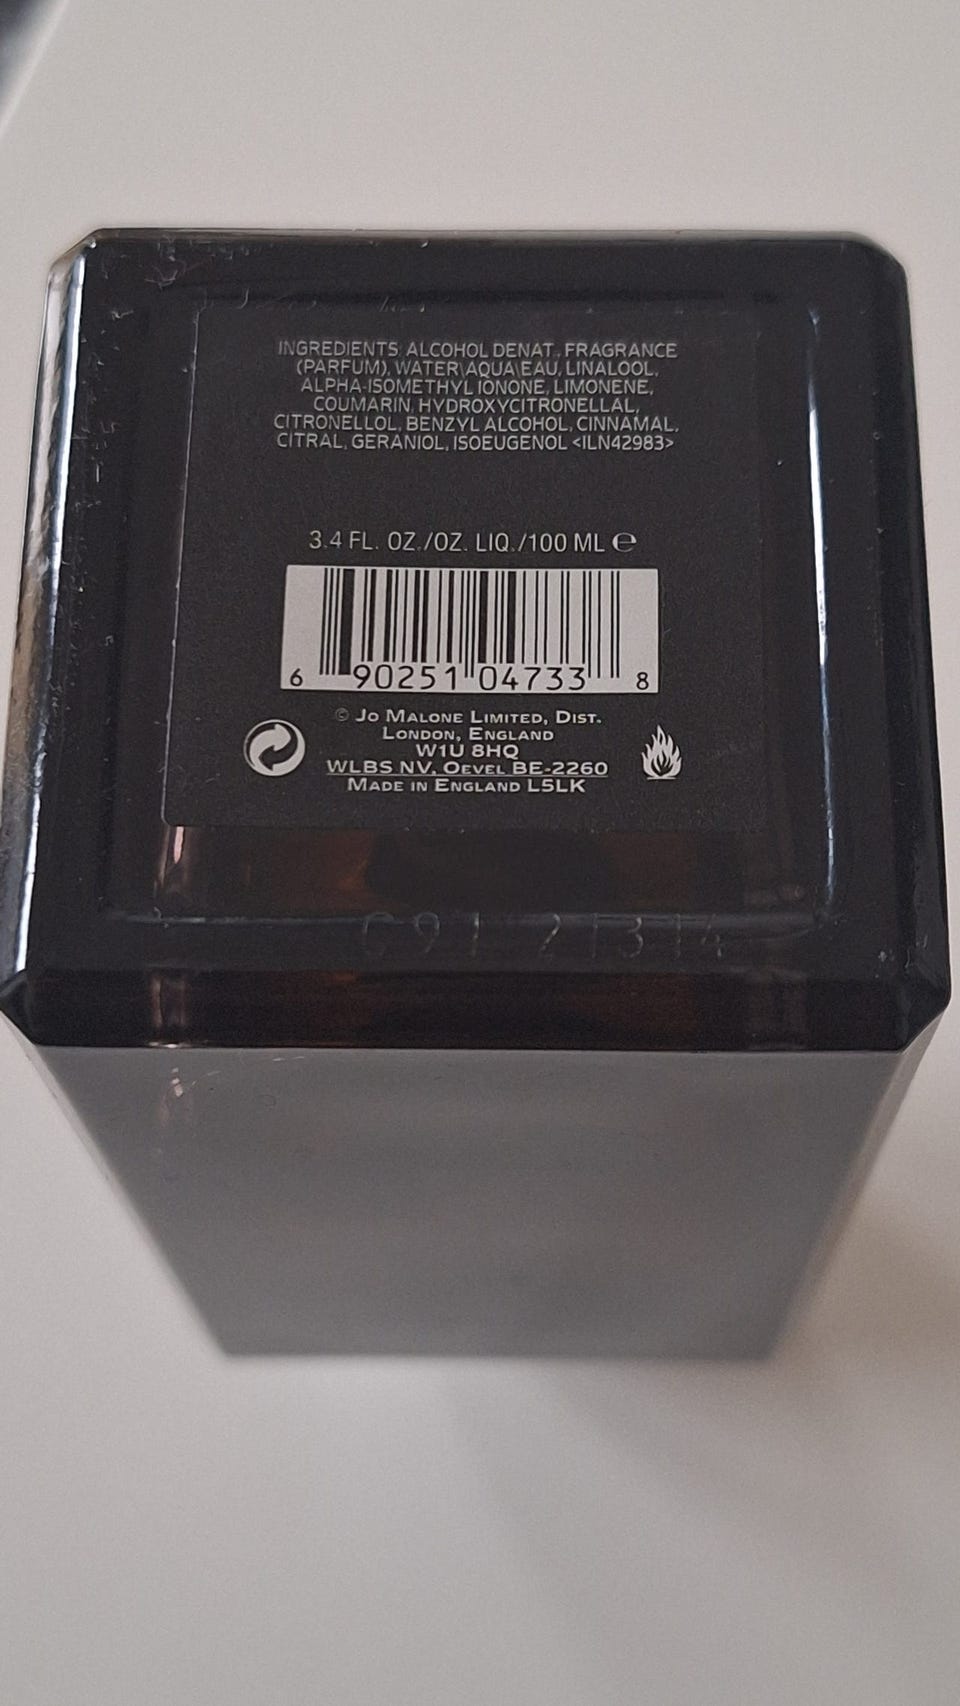 INGREDIENTS: ALCOHOL DENAT., FRAGRANCE
(PARFUM), WATER\AQUA\EAU, LINALOOL,
ALPHA-ISOMETHYL IONONE, LIMONENE,
COUMARIN, HYDROXYCITRONELLAL,
CITRONELLOL, BENZYL ALCOHOL, CINNAMAL,
CITRAL, GERANIOL, ISOEUGENOL <ILN42983>
3.4 FL. OZ./OZ. LIQ./100 ML ℮
6 90251 04733 8
© JO MALONE LIMITED, DIST.
LONDON, ENGLAND
W1U 8HQ
WLBS NV, OEVEL BE-2260
MADE IN ENGLAND L5LK
C97 21314